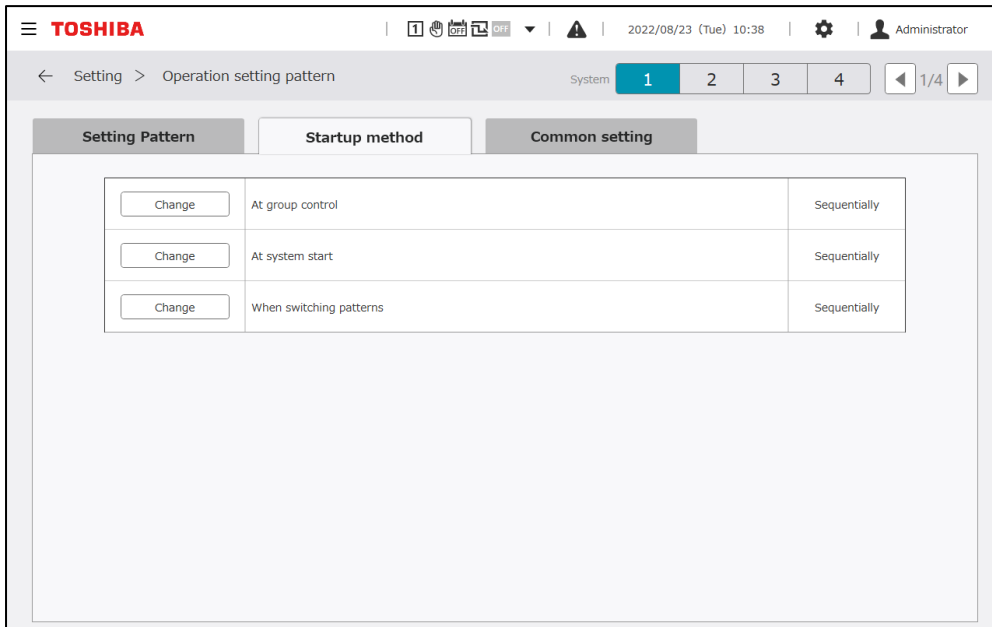 TOSHIBA | 1 OFF OFF | | 2022/08/23 (Tue) 10:38 | | Administrator
Setting > Operation setting pattern System 1 2 3 4 1/4
Setting Pattern Startup method Common setting
Change At group control Sequentially
Change At system start Sequentially
Change When switching patterns Sequentially